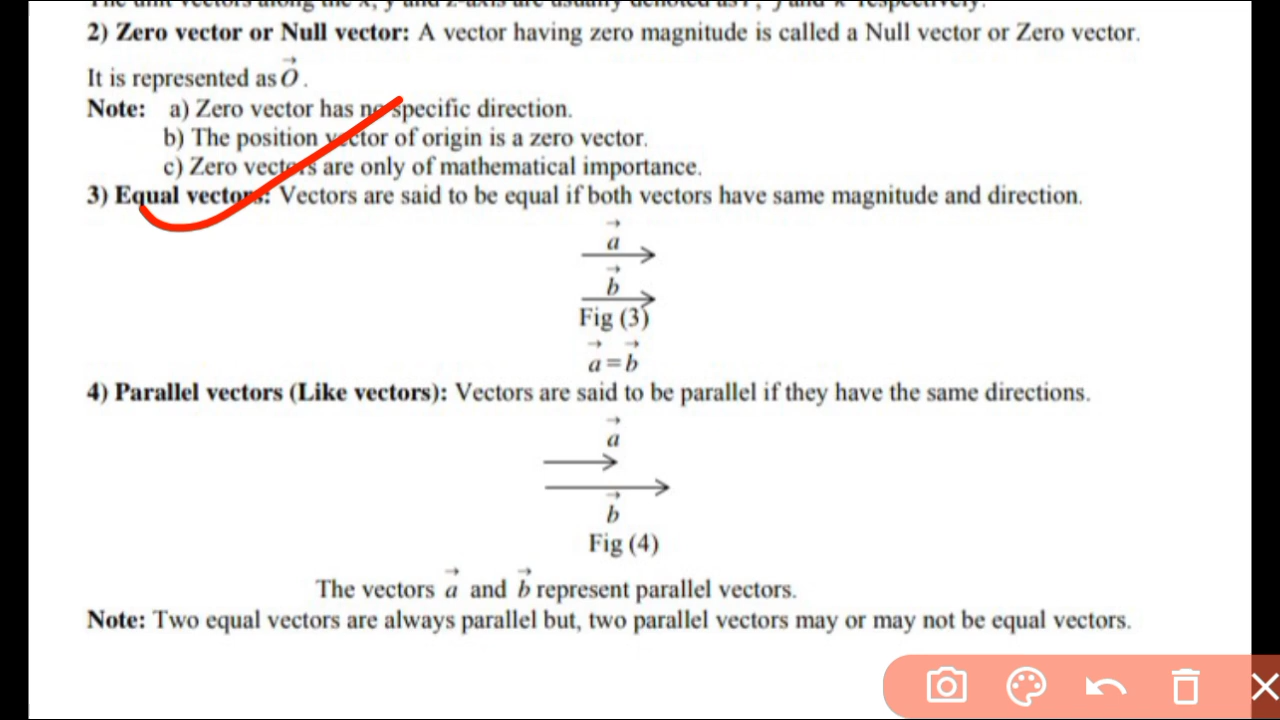 2) Zero vector or Null vector: A vector having zero magnitude is called a Null vector or Zero vector.
It is represented as O⃗ .
Note: a) Zero vector has no specific direction.
b) The position vector of origin is a zero vector.
c) Zero vectors are only of mathematical importance.
3) Equal vectors: Vectors are said to be equal if both vectors have same magnitude and direction.
a⃗
b⃗
Fig (3)
a⃗ = b⃗
4) Parallel vectors (Like vectors): Vectors are said to be parallel if they have the same directions.
a⃗
b⃗
Fig (4)
The vectors a⃗ and b⃗ represent parallel vectors.
Note: Two equal vectors are always parallel but, two parallel vectors may or may not be equal vectors.